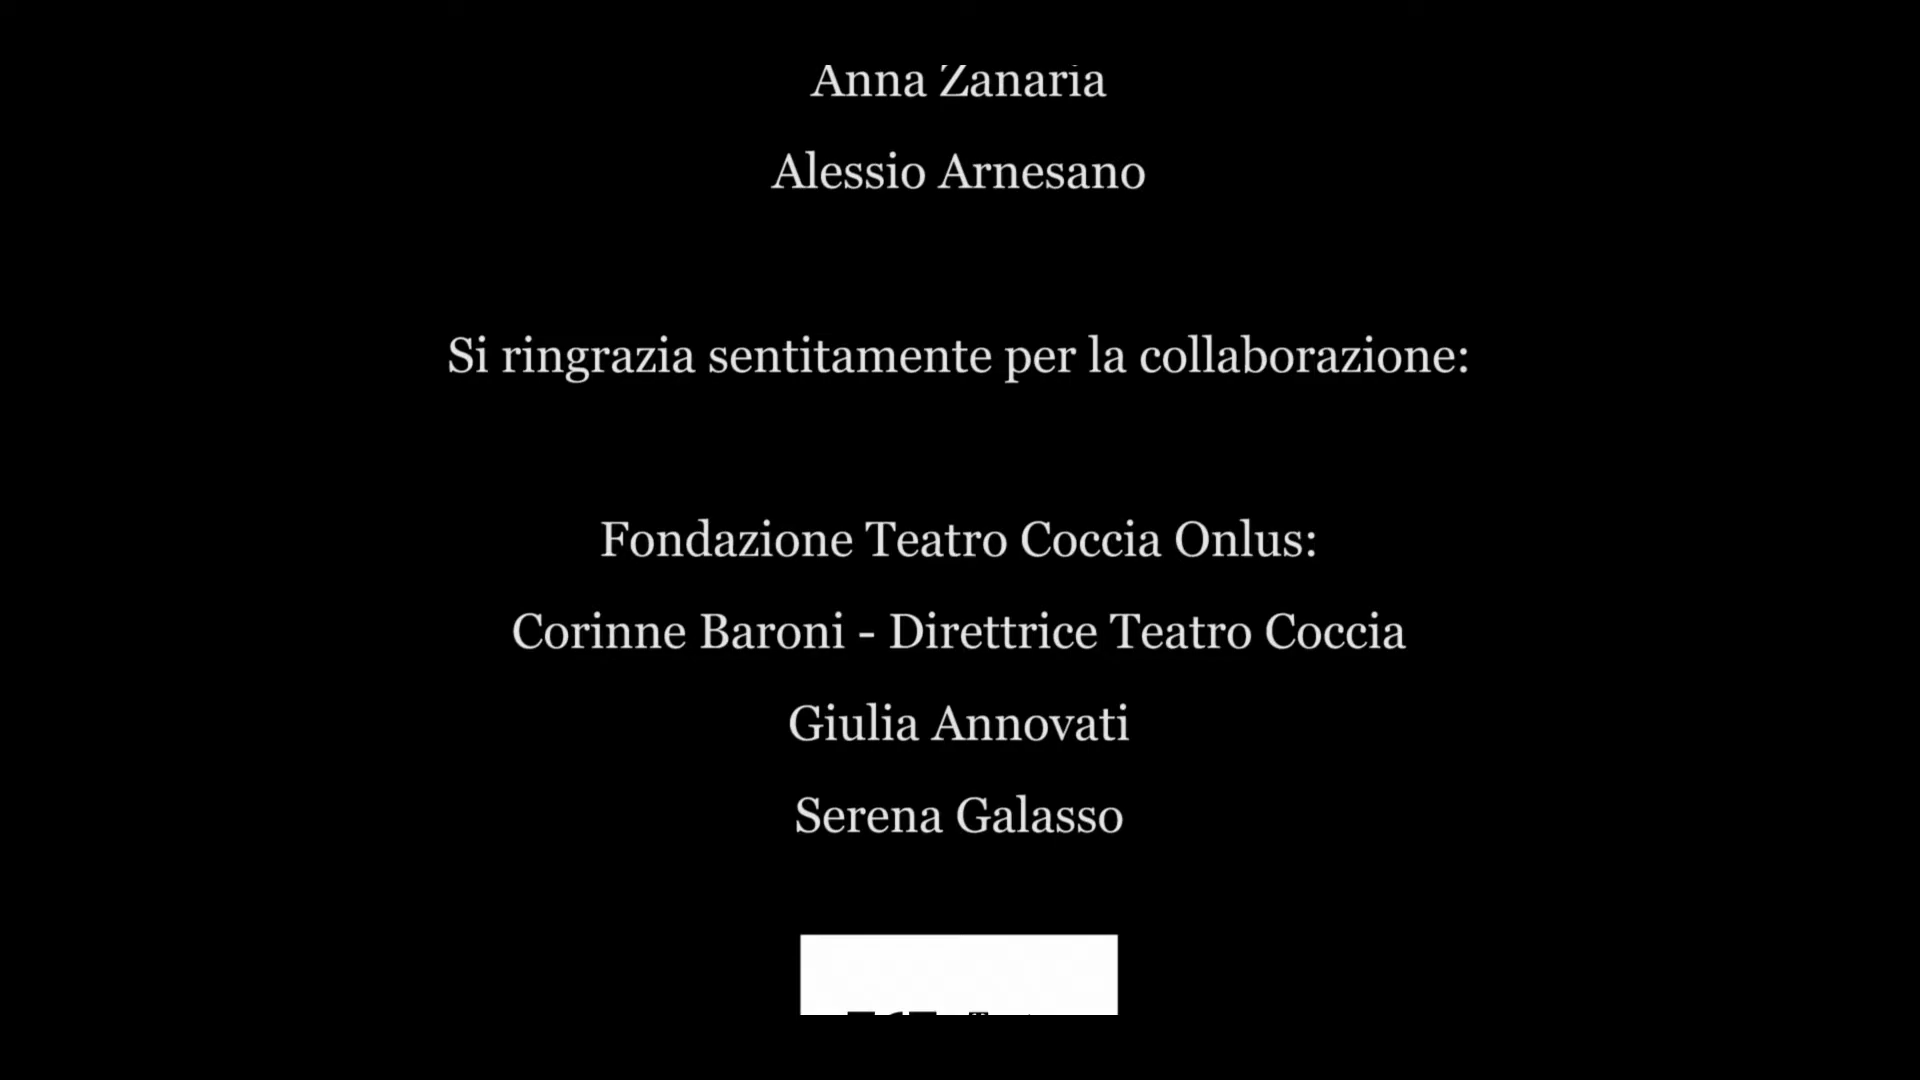 Anna Zanaria
Alessio Arnesano
Si ringrazia sentitamente per la collaborazione:
Fondazione Teatro Coccia Onlus:
Corinne Baroni - Direttrice Teatro Coccia
Giulia Annovati
Serena Galasso